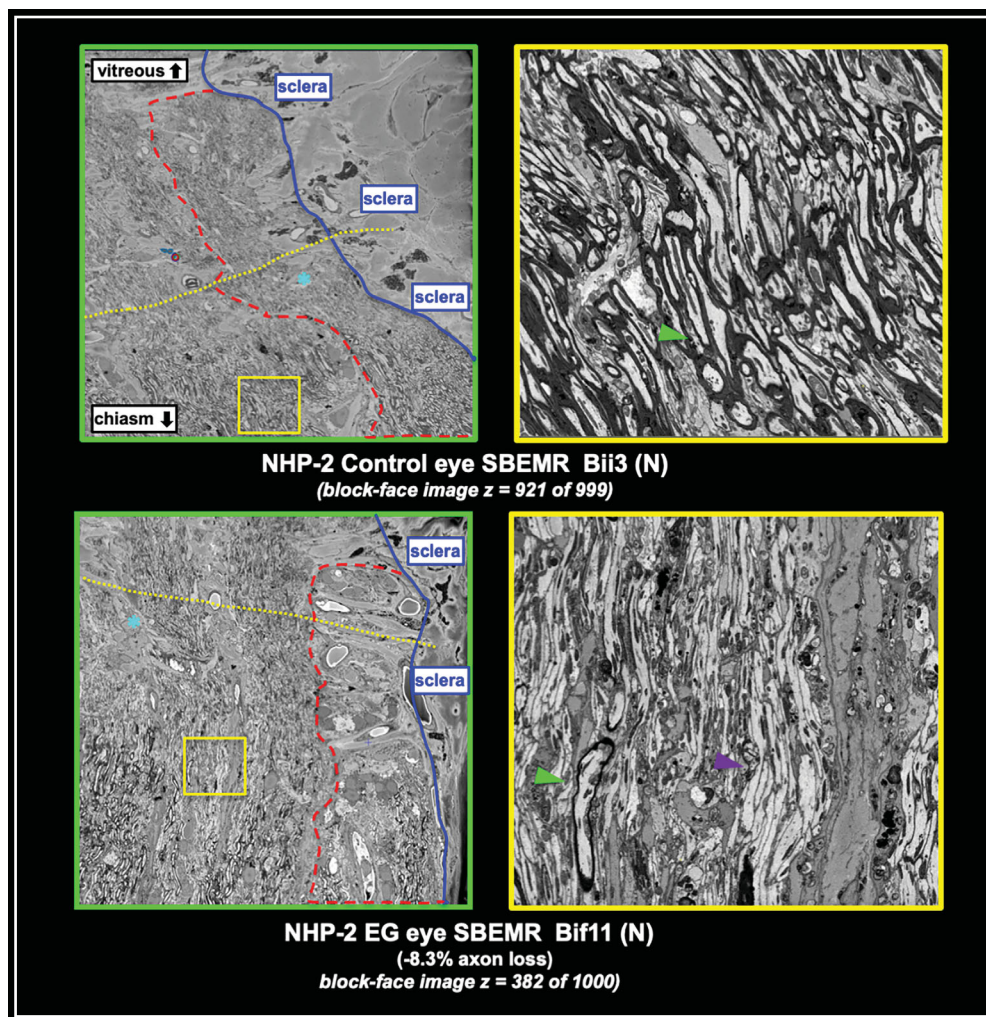 vitreous ⬆
sclera
sclera
sclera
chiasm ⬇
NHP-2 Control eye SBEMR Bii3 (N)
(block-face image z = 921 of 999)
sclera
sclera
NHP-2 EG eye SBEMR Bif11 (N)
(-8.3% axon loss)
block-face image z = 382 of 1000)